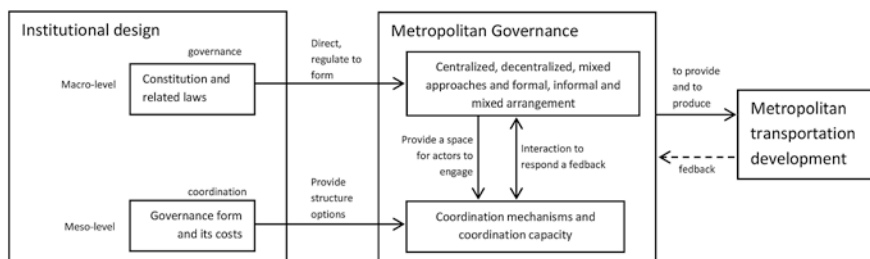 Institutional design
governance
Macro-level
Constitution and
related laws
coordination
Meso-level
Governance form
and its costs
Direct,
regulate to
form
Provide
structure
options
Metropolitan Governance
Centralized, decentralized, mixed
approaches and formal, informal and
mixed arrangement
Provide a space
for actors to
engage
Interaction to
respond a fedback
Coordination mechanisms and
coordination capacity
to provide
and to
produce
fedback
Metropolitan
transportation
development